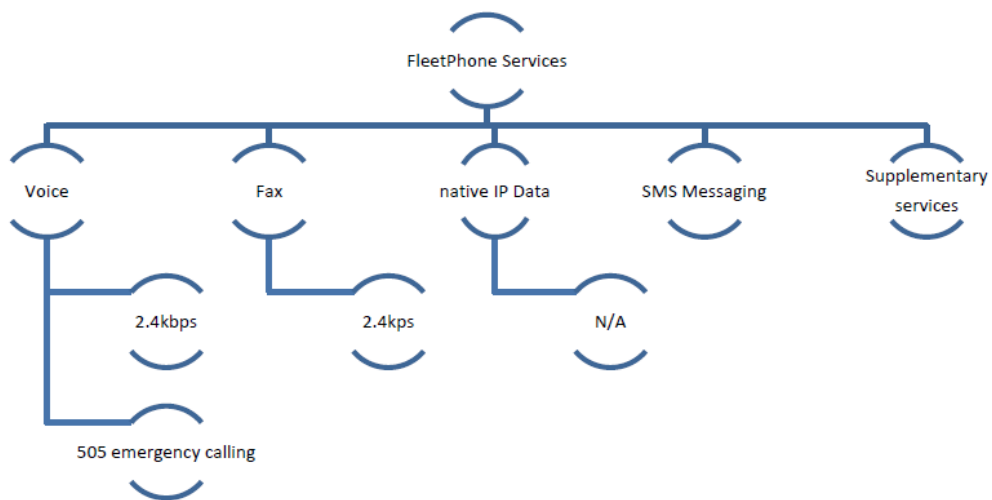 FleetPhone Services
Voice
Fax
native IP Data
SMS Messaging
Supplementary
services
2.4kbps
2.4kps
N/A
505 emergency calling